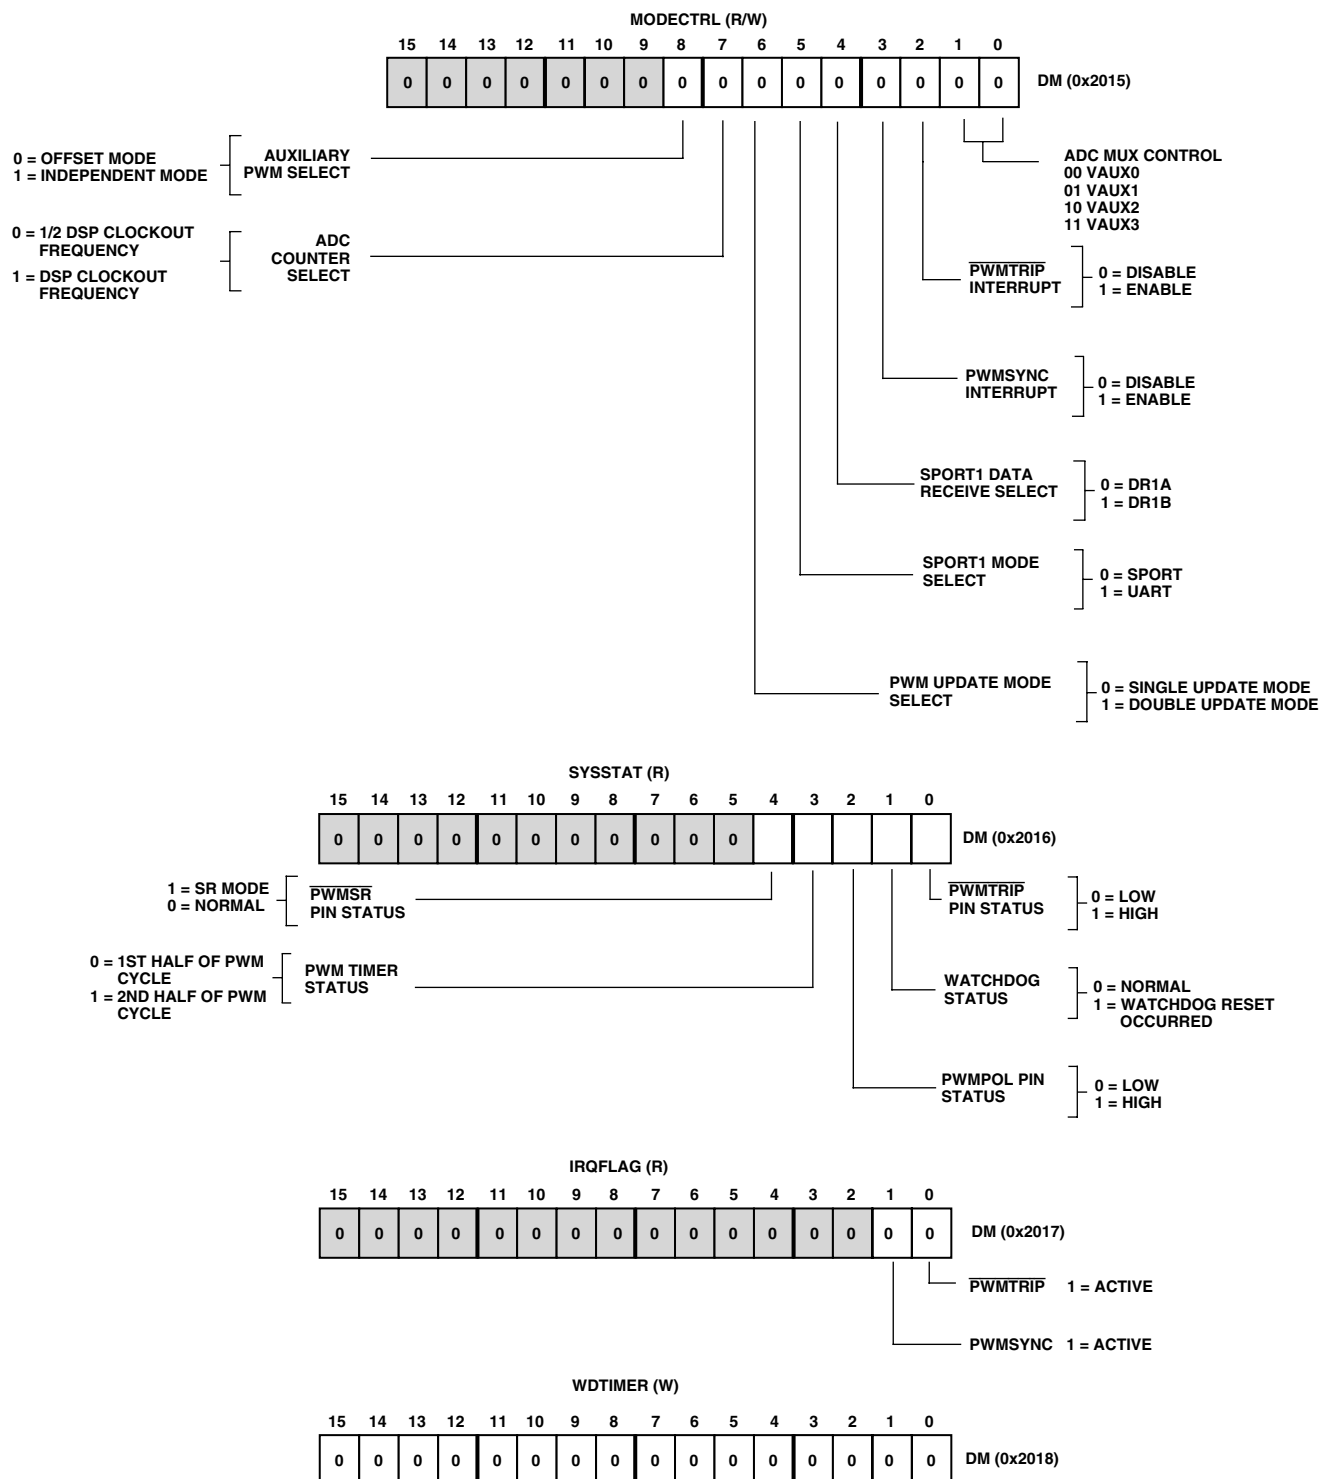 MODECTRL (R/W)
15 14 13 12 11 10 9 8 7 6 5 4 3 2 1 0
0 0 0 0 0 0 0 0 0 0 0 0 0 0 0 0 DM (0x2015)
0 = OFFSET MODE
1 = INDEPENDENT MODE
AUXILIARY
PWM SELECT
ADC MUX CONTROL
00 VAUX0
01 VAUX1
10 VAUX2
11 VAUX3
0 = 1/2 DSP CLOCKOUT
FREQUENCY
1 = DSP CLOCKOUT
FREQUENCY
ADC
COUNTER
SELECT
PWMTRIP
INTERRUPT
0 = DISABLE
1 = ENABLE
PWMSYNC
INTERRUPT
0 = DISABLE
1 = ENABLE
SPORT1 DATA
RECEIVE SELECT
0 = DR1A
1 = DR1B
SPORT1 MODE
SELECT
0 = SPORT
1 = UART
PWM UPDATE MODE
SELECT
0 = SINGLE UPDATE MODE
1 = DOUBLE UPDATE MODE
SYSSTAT (R)
15 14 13 12 11 10 9 8 7 6 5 4 3 2 1 0
0 0 0 0 0 0 0 0 0 0 0 DM (0x2016)
1 = SR MODE
0 = NORMAL
PWMSR
PIN STATUS
PWMTRIP
PIN STATUS
0 = LOW
1 = HIGH
0 = 1ST HALF OF PWM
CYCLE
1 = 2ND HALF OF PWM
CYCLE
PWM TIMER
STATUS
WATCHDOG
STATUS
0 = NORMAL
1 = WATCHDOG RESET
OCCURRED
PWMPOL PIN
STATUS
0 = LOW
1 = HIGH
IRQFLAG (R)
15 14 13 12 11 10 9 8 7 6 5 4 3 2 1 0
0 0 0 0 0 0 0 0 0 0 0 0 0 0 0 0 DM (0x2017)
PWMTRIP 1 = ACTIVE
PWMSYNC 1 = ACTIVE
WDTIMER (W)
15 14 13 12 11 10 9 8 7 6 5 4 3 2 1 0
0 0 0 0 0 0 0 0 0 0 0 0 0 0 0 0 DM (0x2018)